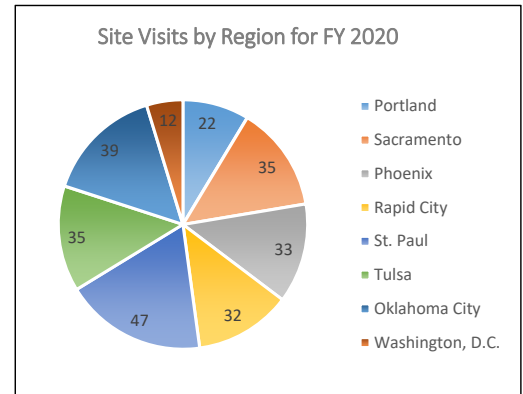 Site Visits by Region for FY 2020
12
22
39
35
35
33
47
32
Portland
Sacramento
Phoenix
Rapid City
St. Paul
Tulsa
Oklahoma City
Washington, D.C.